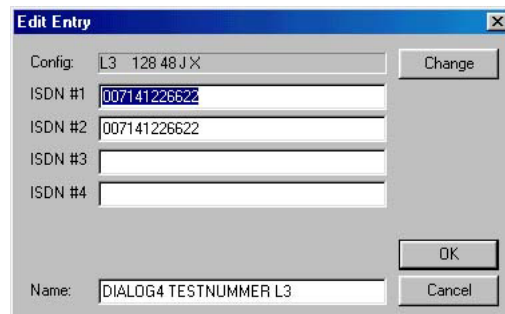 Edit Entry
Config: L3 128 48 J X Change
ISDN #1 007141226622
ISDN #2 007141226622
ISDN #3
ISDN #4
OK
Name: DIALOG4 TESTNUMMER L3 Cancel